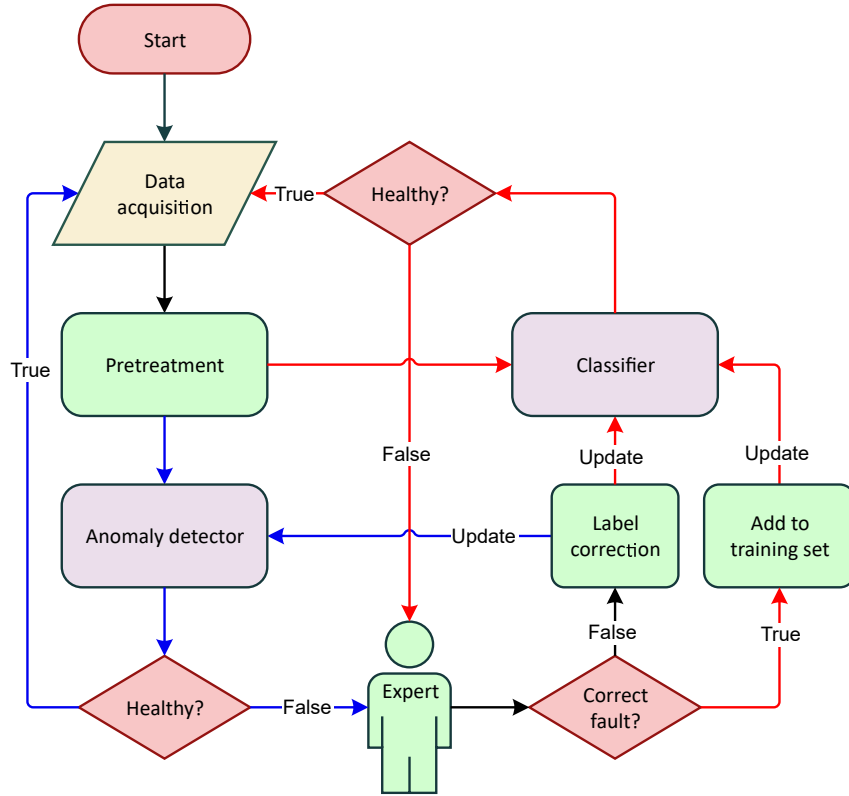 Start
Data
acquisition
True
Healthy?
True
Pretreatment
Classifier
False
Update
Update
Anomaly detector
Update
Label
correction
Add to
training set
False
True
Healthy?
False
Expert
Correct
fault?